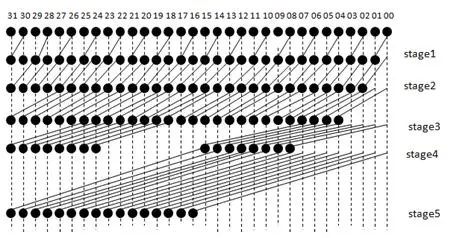 31 30 29 28 27 26 25 24 23 22 21 20 19 18 17 16 15 14 13 12 11 10 09 08 07 06 05 04 03 02 01 00
stage1
stage2
stage3
stage4
stage5